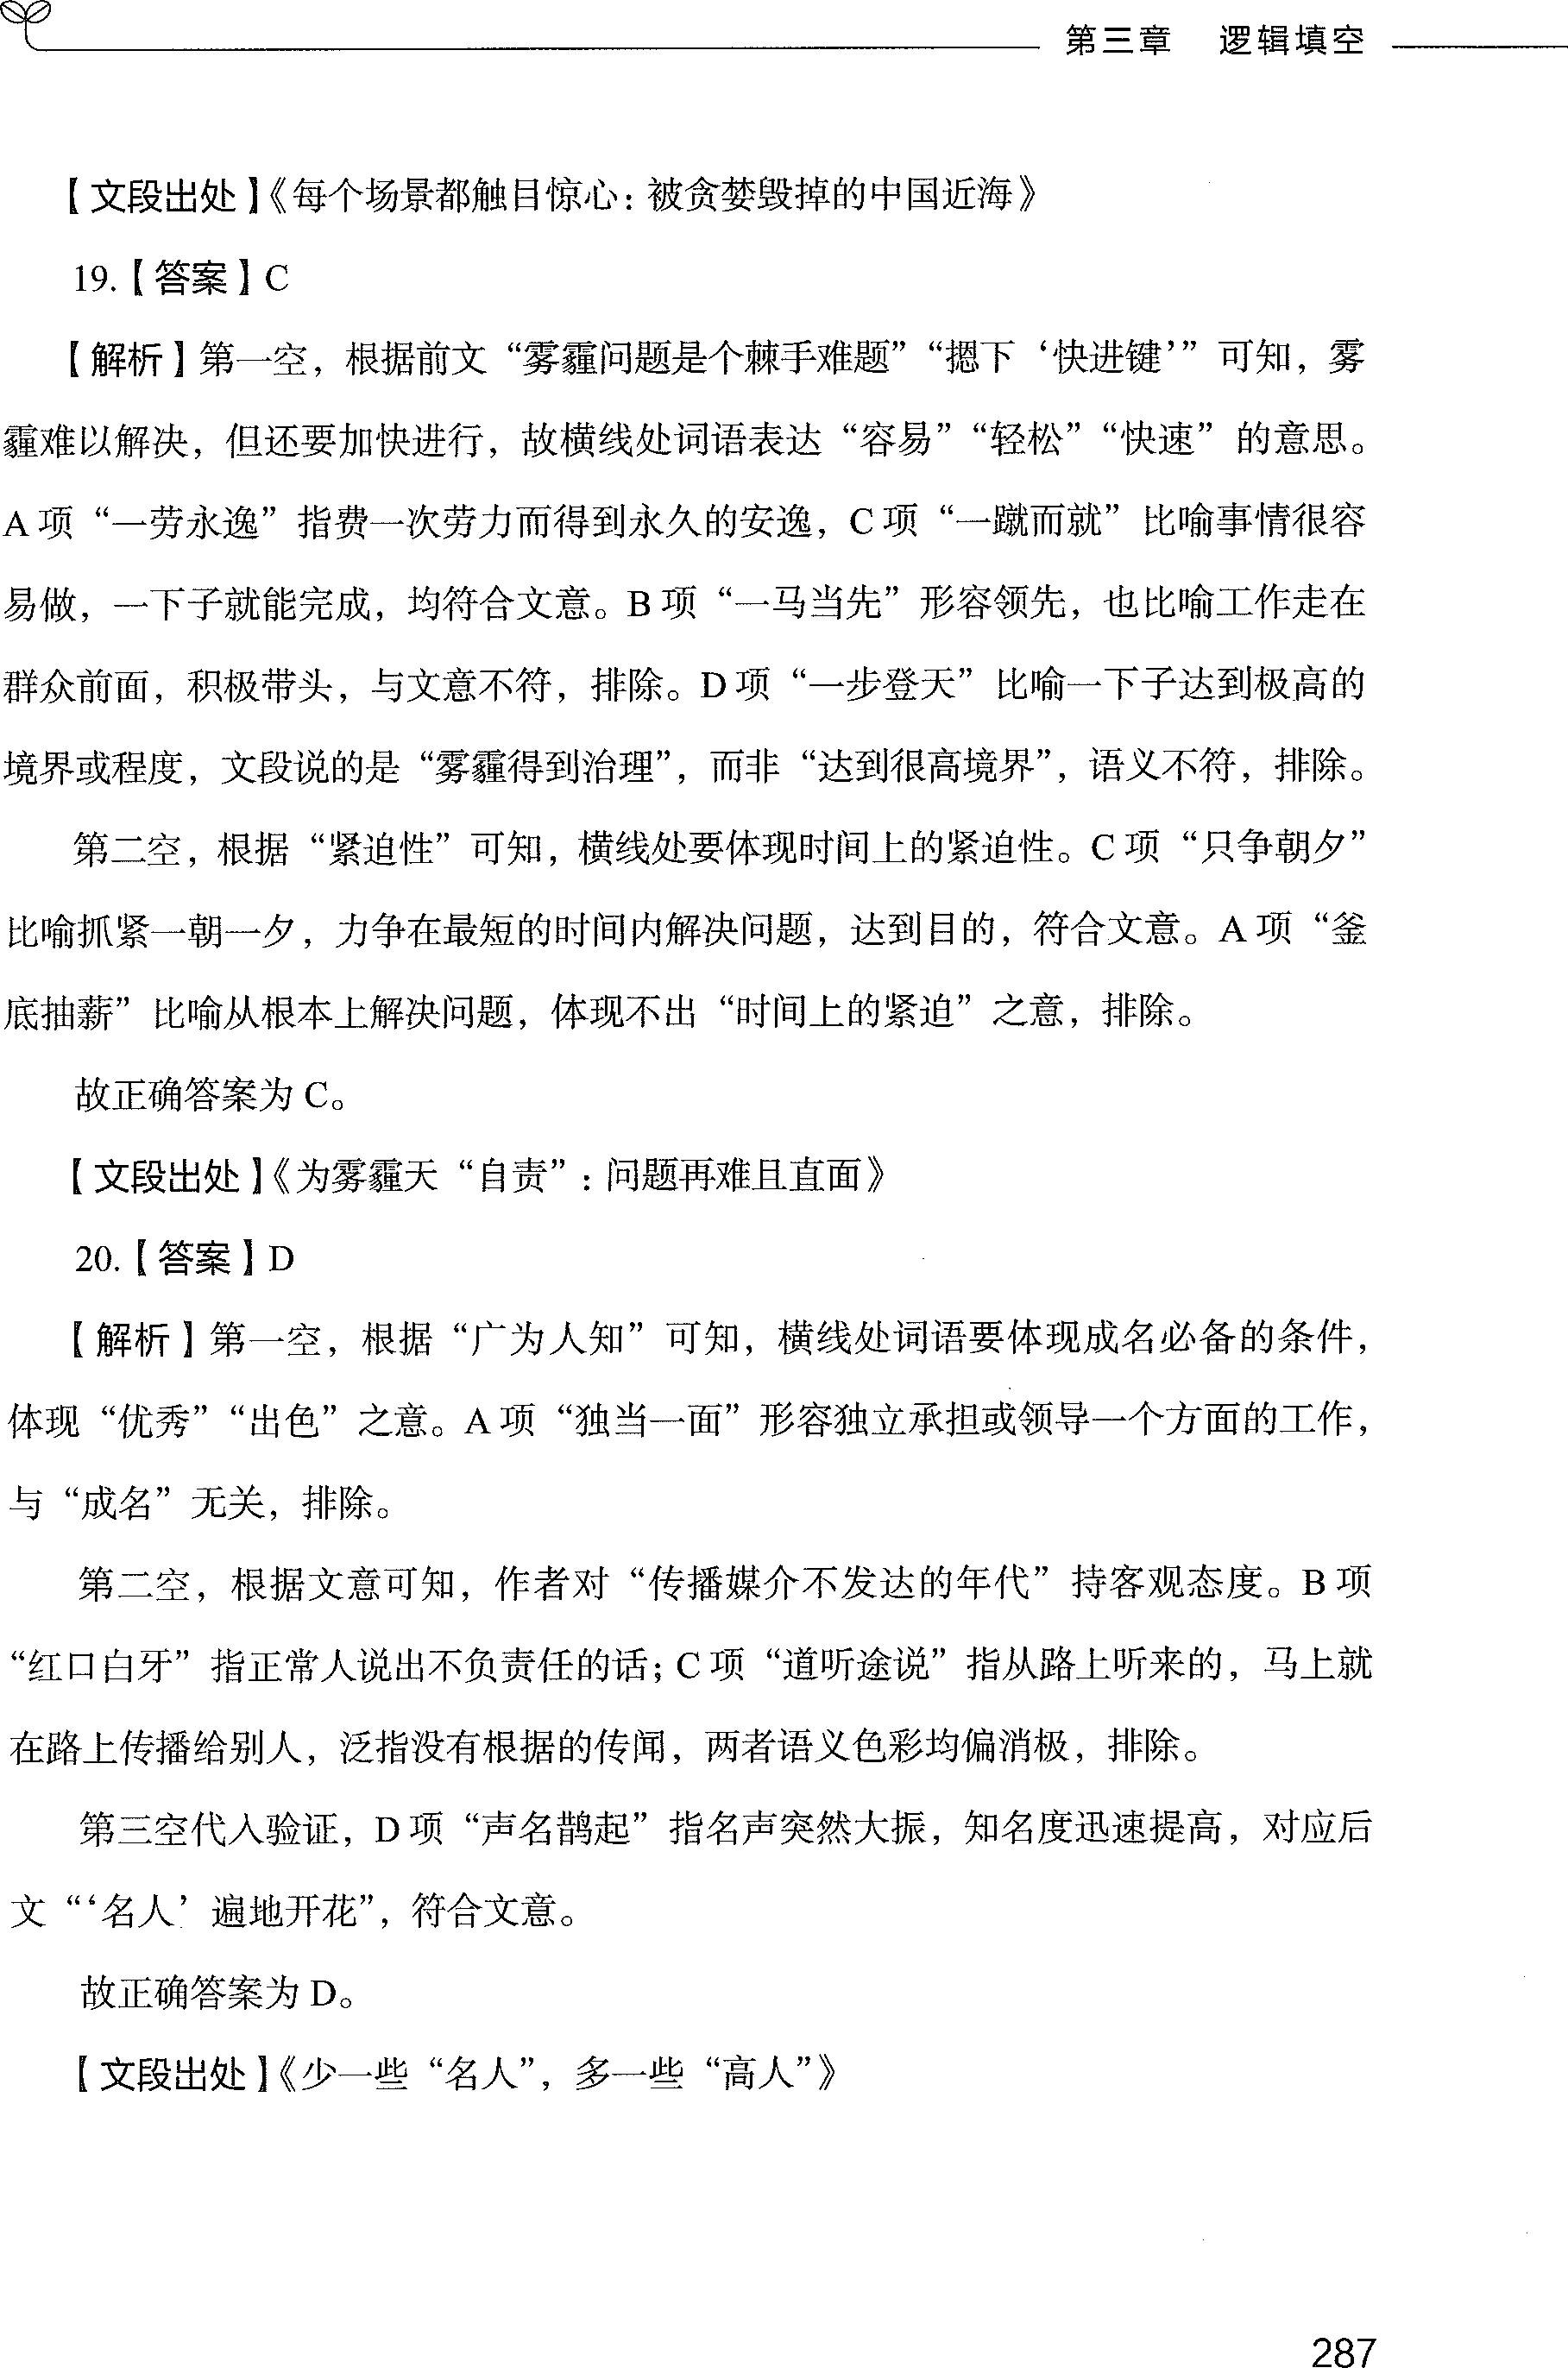 第三章 逻辑填空
【文段出处】《每个场景都触目惊心：被贪婪毁掉的中国近海》
19.【答案】C
【解析】第一空，根据前文“雾霾问题是个棘手难题”“摁下‘快进键’”可知，雾
霾难以解决，但还要加快进行，故横线处词语表达“容易”“轻松”“快速”的意思。
A项“一劳永逸”指费一次劳力而得到永久的安逸，C项“一蹴而就”比喻事情很容
易做，一下子就能完成，均符合文意。B项“一马当先”形容领先，也比喻工作走在
群众前面，积极带头，与文意不符，排除。D项“一步登天”比喻一下子达到极高的
境界或程度，文段说的是“雾霾得到治理”，而非“达到很高境界”，语义不符，排除。
第二空，根据“紧迫性”可知，横线处要体现时间上的紧迫性。C项“只争朝夕”
比喻抓紧一朝一夕，力争在最短的时间内解决问题，达到目的，符合文意。A项“釜
底抽薪”比喻从根本上解决问题，体现不出“时间上的紧迫”之意，排除。
故正确答案为C。
【文段出处】《为雾霾天“自责”：问题再难且直面》
20.【答案】D
【解析】第一空，根据“广为人知”可知，横线处词语要体现成名必备的条件，
体现“优秀”“出色”之意。A项“独当一面”形容独立承担或领导一个方面的工作，
与“成名”无关，排除。
第二空，根据文意可知，作者对“传播媒介不发达的年代”持客观态度。B项
“红口白牙”指正常人说出不负责任的话；C项“道听途说”指从路上听来的，马上就
在路上传播给别人，泛指没有根据的传闻，两者语义色彩均偏消极，排除。
第三空代入验证，D项“声名鹊起”指名声突然大振，知名度迅速提高，对应后
文“‘名人’遍地开花”，符合文意。
故正确答案为D。
【文段出处】《少一些“名人”，多一些“高人”》
287